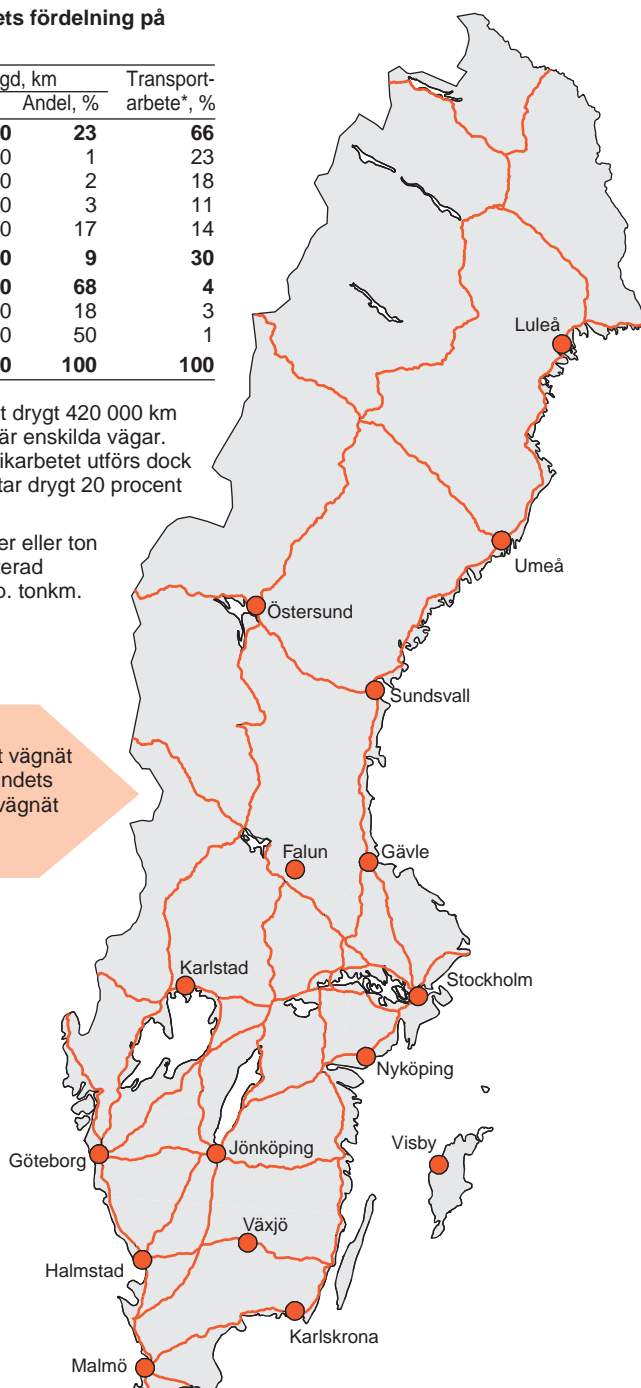 ets fördelning på
gd, km Transport-
Andel, % arbete*, %
0 23 66
0 1 23
0 2 18
0 3 11
0 17 14
0 9 30
0 68 4
0 18 3
0 50 1
0 100 100
t drygt 420 000 km
är enskilda vägar.
ikarbetet utförs dock
tar drygt 20 procent
er eller ton
terad
o. tonkm.
t vägnät
ndets
vägnät
Luleå
Umeå
Östersund
Sundsvall
Falun
Gävle
Karlstad
Stockholm
Nyköping
Visby
Göteborg
Jönköping
Växjö
Halmstad
Karlskrona
Malmö